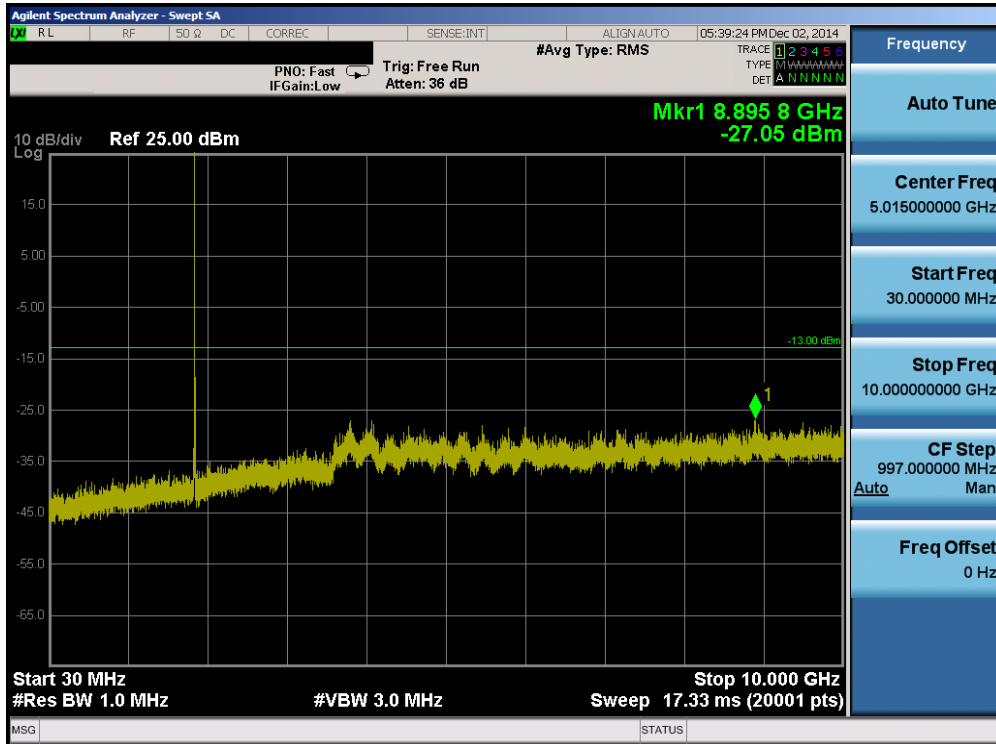 Agilent Spectrum Analyzer - Swept SA
LXI RL RF 50 Ω DC CORREC SENSE:INT ALIGN AUTO 05:39:24 PM Dec 02, 2014
#Avg Type: RMS TRACE 1 2 3 4 5 6
PNO: Fast Trig: Free Run TYPE M WWWWW
IFGain:Low Atten: 36 dB DET A N N N N N
Mkr1 8.895 8 GHz
10 dB/div Ref 25.00 dBm -27.05 dBm
Log
15.0
5.00
-5.00
-13.00 dBm
-15.0
1
-25.0
-35.0
-45.0
-55.0
-65.0
Start 30 MHz Stop 10.000 GHz
#Res BW 1.0 MHz #VBW 3.0 MHz Sweep 17.33 ms (20001 pts)
MSG STATUS
Frequency
Auto Tune
Center Freq
5.015000000 GHz
Start Freq
30.000000 MHz
Stop Freq
10.000000000 GHz
CF Step
997.000000 MHz
Auto Man
Freq Offset
0 Hz